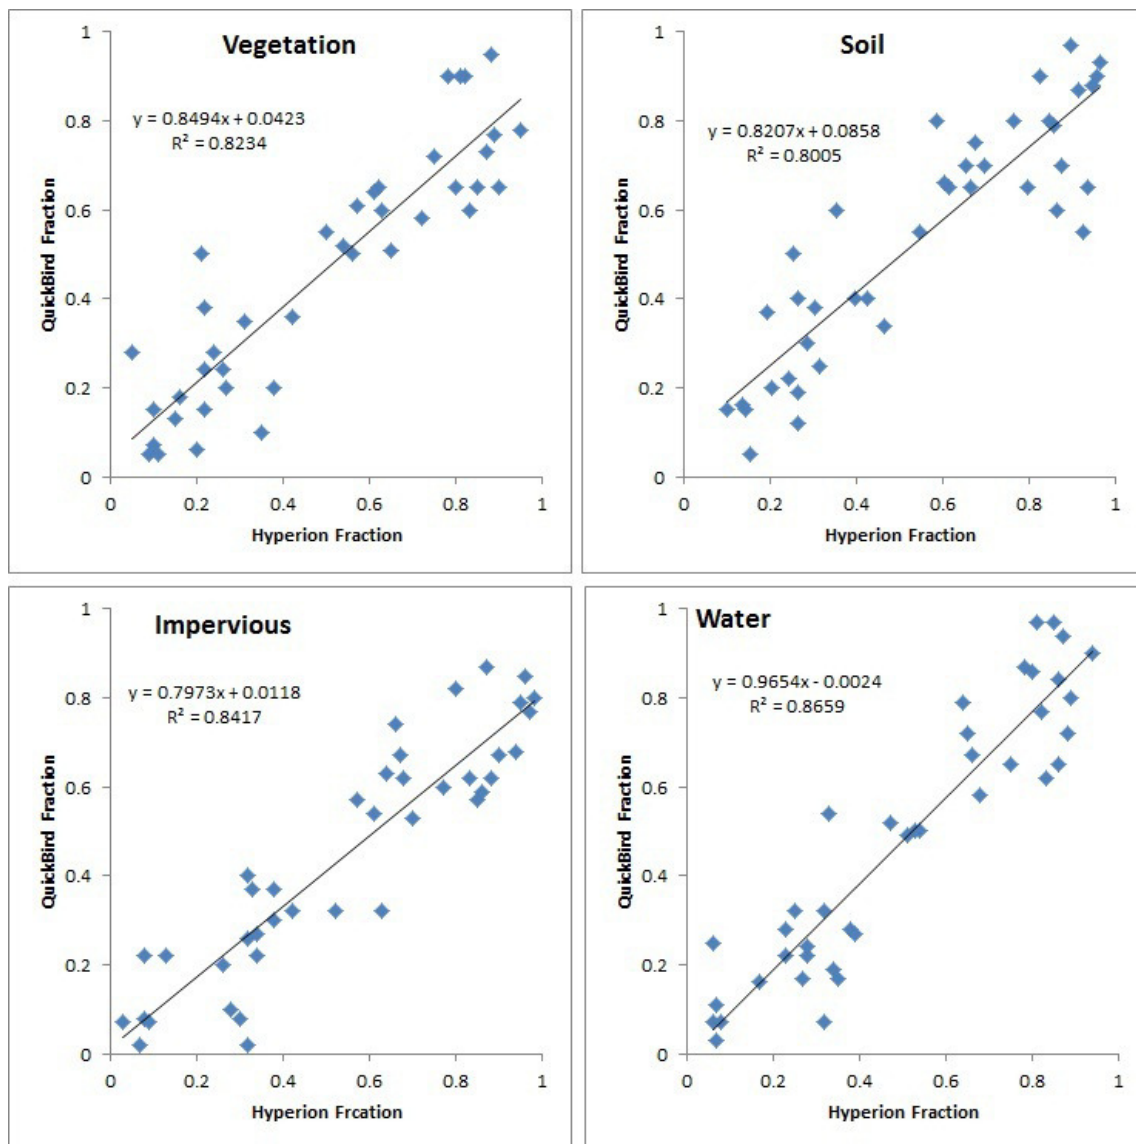 Vegetation
y = 0.8494x + 0.0423
R² = 0.8234
QuickBird Fraction
1
0.8
0.6
0.4
0.2
0
0 0.2 0.4 0.6 0.8 1
Hyperion Fraction
Soil
y = 0.8207x + 0.0858
R² = 0.8005
QuickBird Fraction
1
0.8
0.6
0.4
0.2
0
0 0.2 0.4 0.6 0.8 1
Hyperion Fraction
Impervious
y = 0.7973x + 0.0118
R² = 0.8417
QuickBird Fraction
1
0.8
0.6
0.4
0.2
0
0 0.2 0.4 0.6 0.8 1
Hyperion Frcation
Water
y = 0.9654x - 0.0024
R² = 0.8659
QuickBird Fraction
1
0.8
0.6
0.4
0.2
0
0 0.2 0.4 0.6 0.8 1
Hyperion Fraction